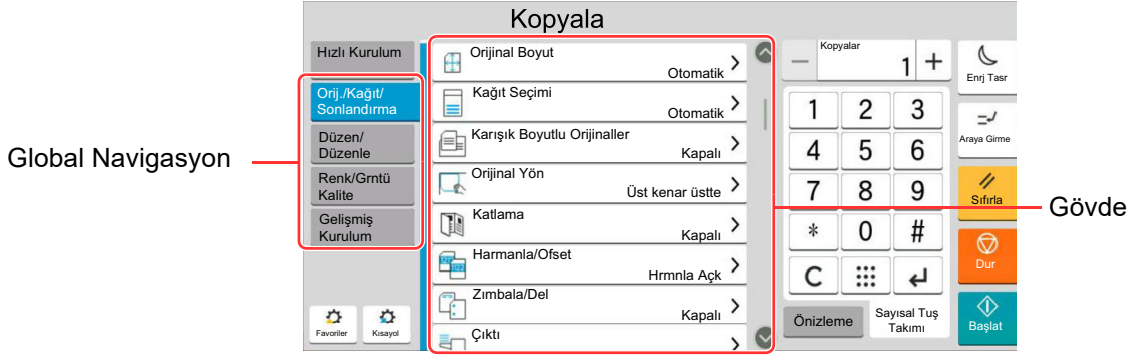 Kopyala
Global Navigasyon
Hızlı Kurulum
Orij./Kağıt/
Sonlandırma
Düzen/
Düzenle
Renk/Grntü
Kalite
Gelişmiş
Kurulum
Favoriler
Kısayol
Orijinal Boyut
Otomatik
Kağıt Seçimi
Otomatik
Karışık Boyutlu Orijinaller
Kapalı
Orijinal Yön
Üst kenar üstte
Katlama
Kapalı
Harmanla/Ofset
Hrmnla Açk
Zımbala/Del
Kapalı
Çıktı
Kopyalar
− 1 +
1 2 3
4 5 6
7 8 9
* 0 #
C
Önizleme
Sayısal Tuş
Takımı
Enrj Tasr
Araya Girme
Sıfırla
Dur
Başlat
Gövde